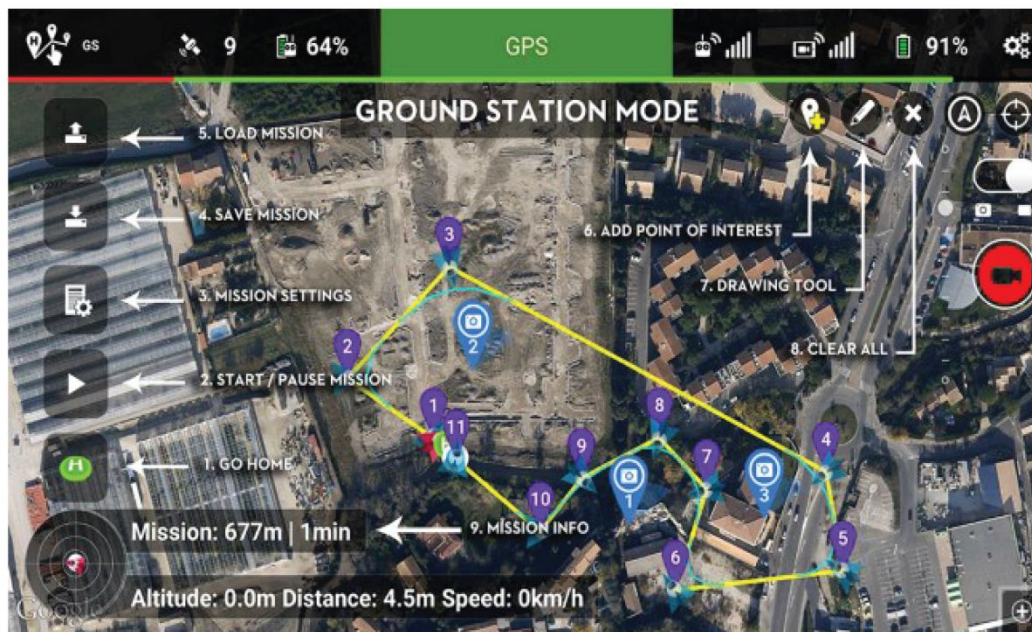 GS
9
64%
GPS
91%
GROUND STATION MODE
A
5. LOAD MISSION
4. SAVE MISSION
6. ADD POINT OF INTEREST
3
3. MISSION SETTINGS
7. DRAWING TOOL
2
2
8. CLEAR ALL
2. START / PAUSE MISSION
1
11
8
9
7
4
H
1. GO HOME
10
1
3
Mission: 677m | 1min
9. MISSION INFO
6
5
Altitude: 0.0m Distance: 4.5m Speed: 0km/h
Google